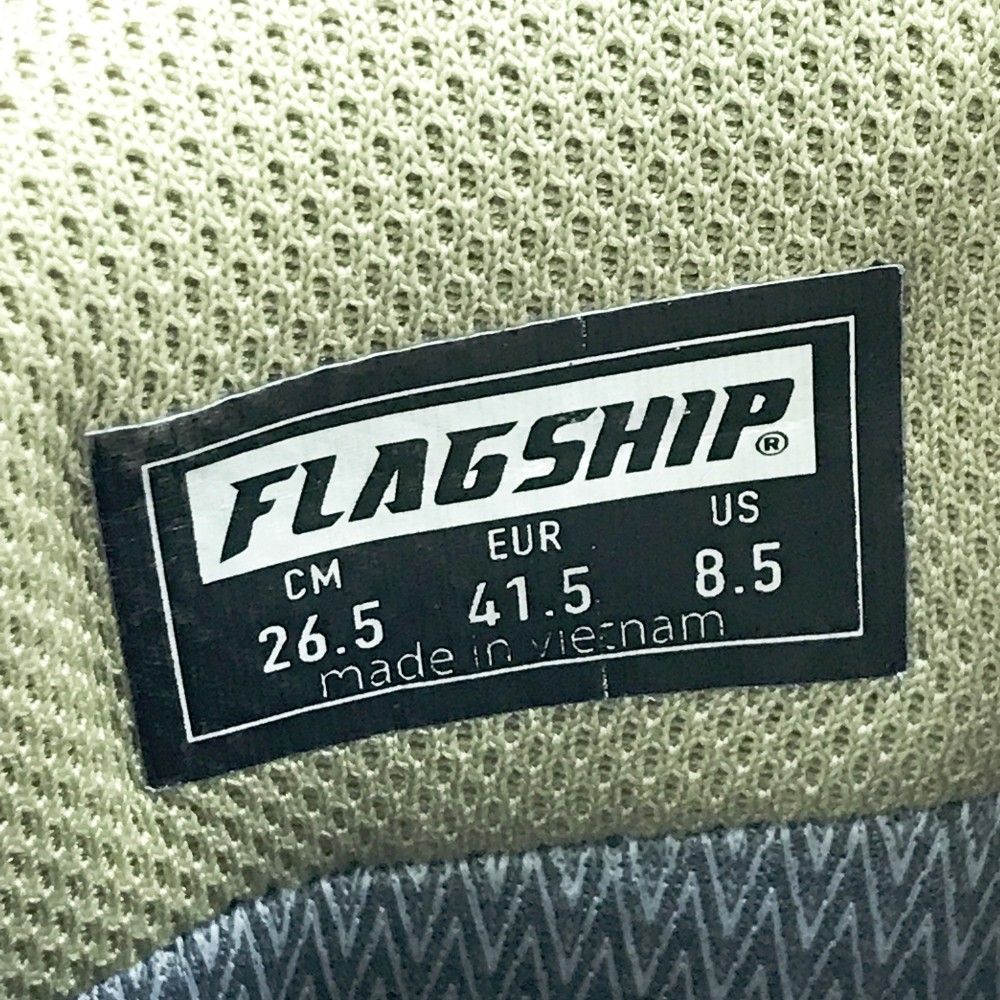 FLAGSHIP®
CM EUR US
26.5 41.5 8.5
made in vietnam